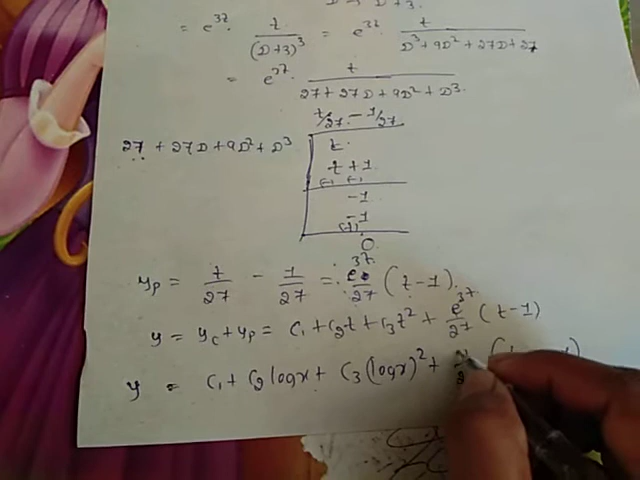 = e^{3t} · t/(D+3)^3 = e^{3t} · t/(D^3+9D^2+27D+27)
= e^{3t} · t/(27+27D+9D^2+D^3)
t/27 - 1/27
27+27D+9D^2+D^3 | t
t+1
(-) (-)
-1
-1
(+)
0
y_p = t/27 - 1/27 = e^{3t}/27 (t-1).
y = y_c+y_p = c_1+c_2t+c_3t^2 + e^{3t}/27 (t-1)
y = c_1+c_2 logx+ c_3(logx)^2+